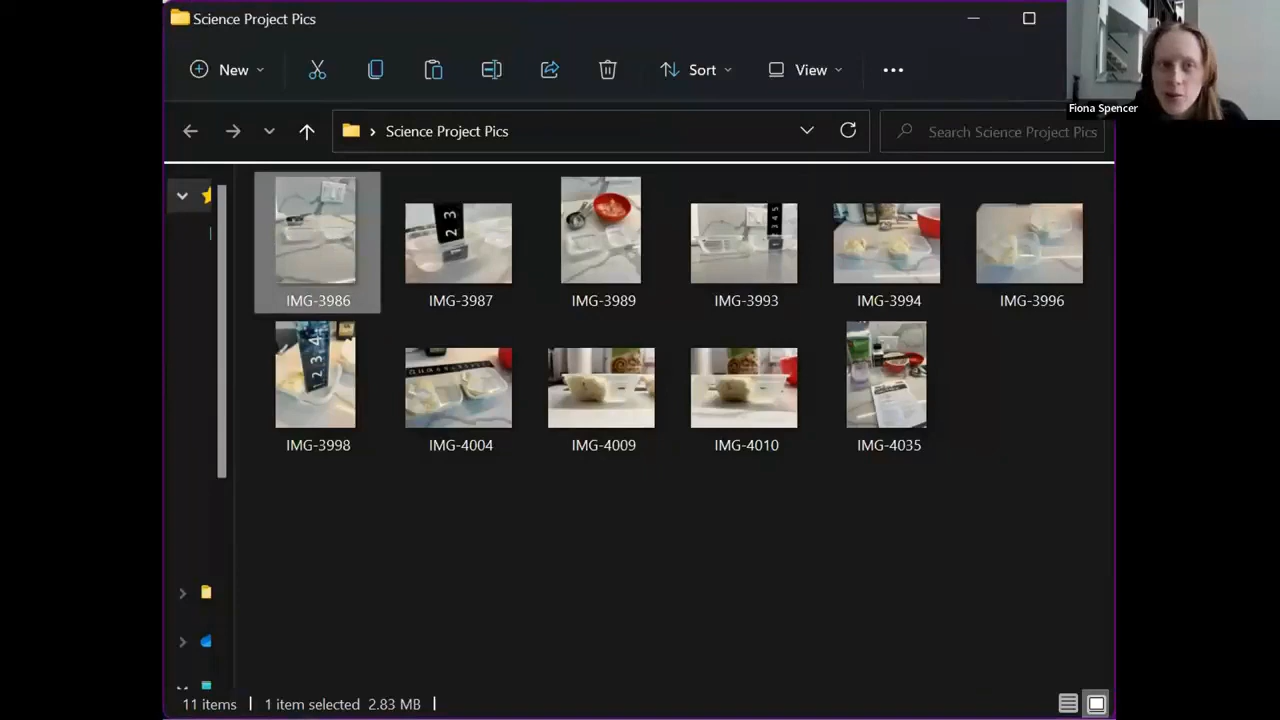 Science Project Pics
New
Sort
View
Fiona Spencer
Science Project Pics
Search Science Project Pics
IMG-3986
IMG-3987
IMG-3989
IMG-3993
IMG-3994
IMG-3996
IMG-3998
IMG-4004
IMG-4009
IMG-4010
IMG-4035
11 items
1 item selected 2.83 MB